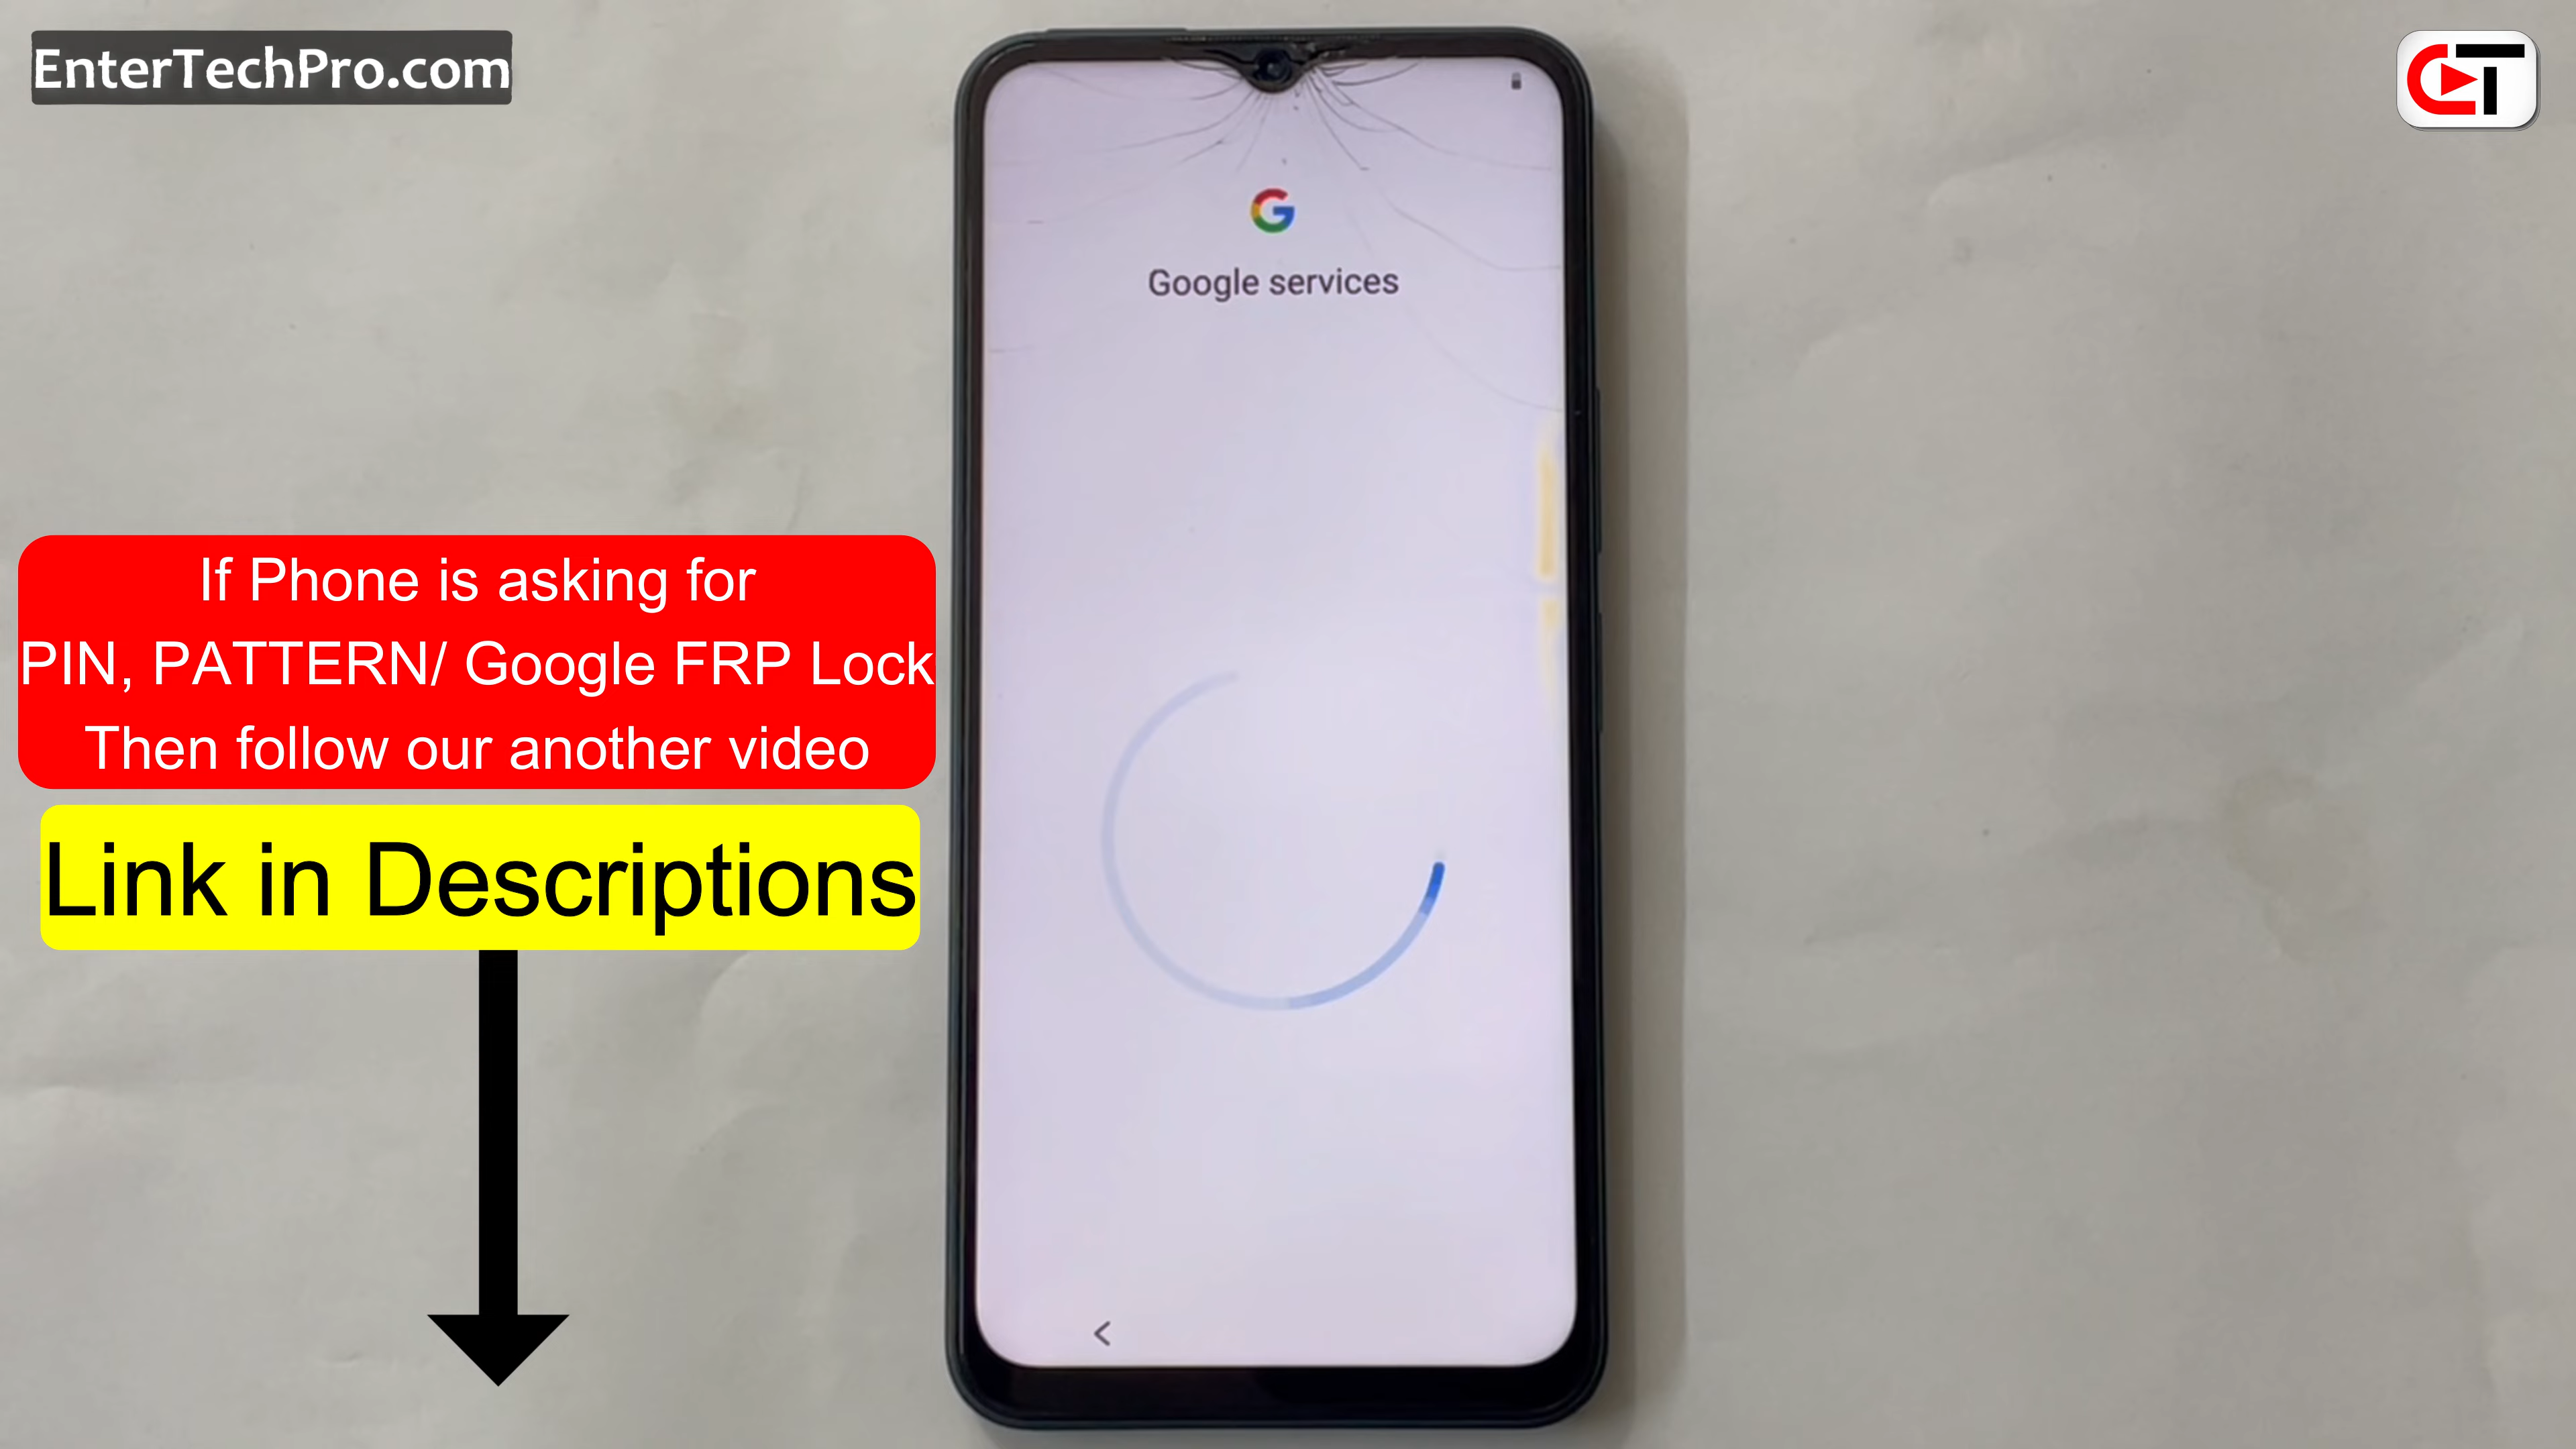 EnterTechPro.com
CT
Google services
If Phone is asking for
PIN, PATTERN/ Google FRP Lock
Then follow our another video
Link in Descriptions